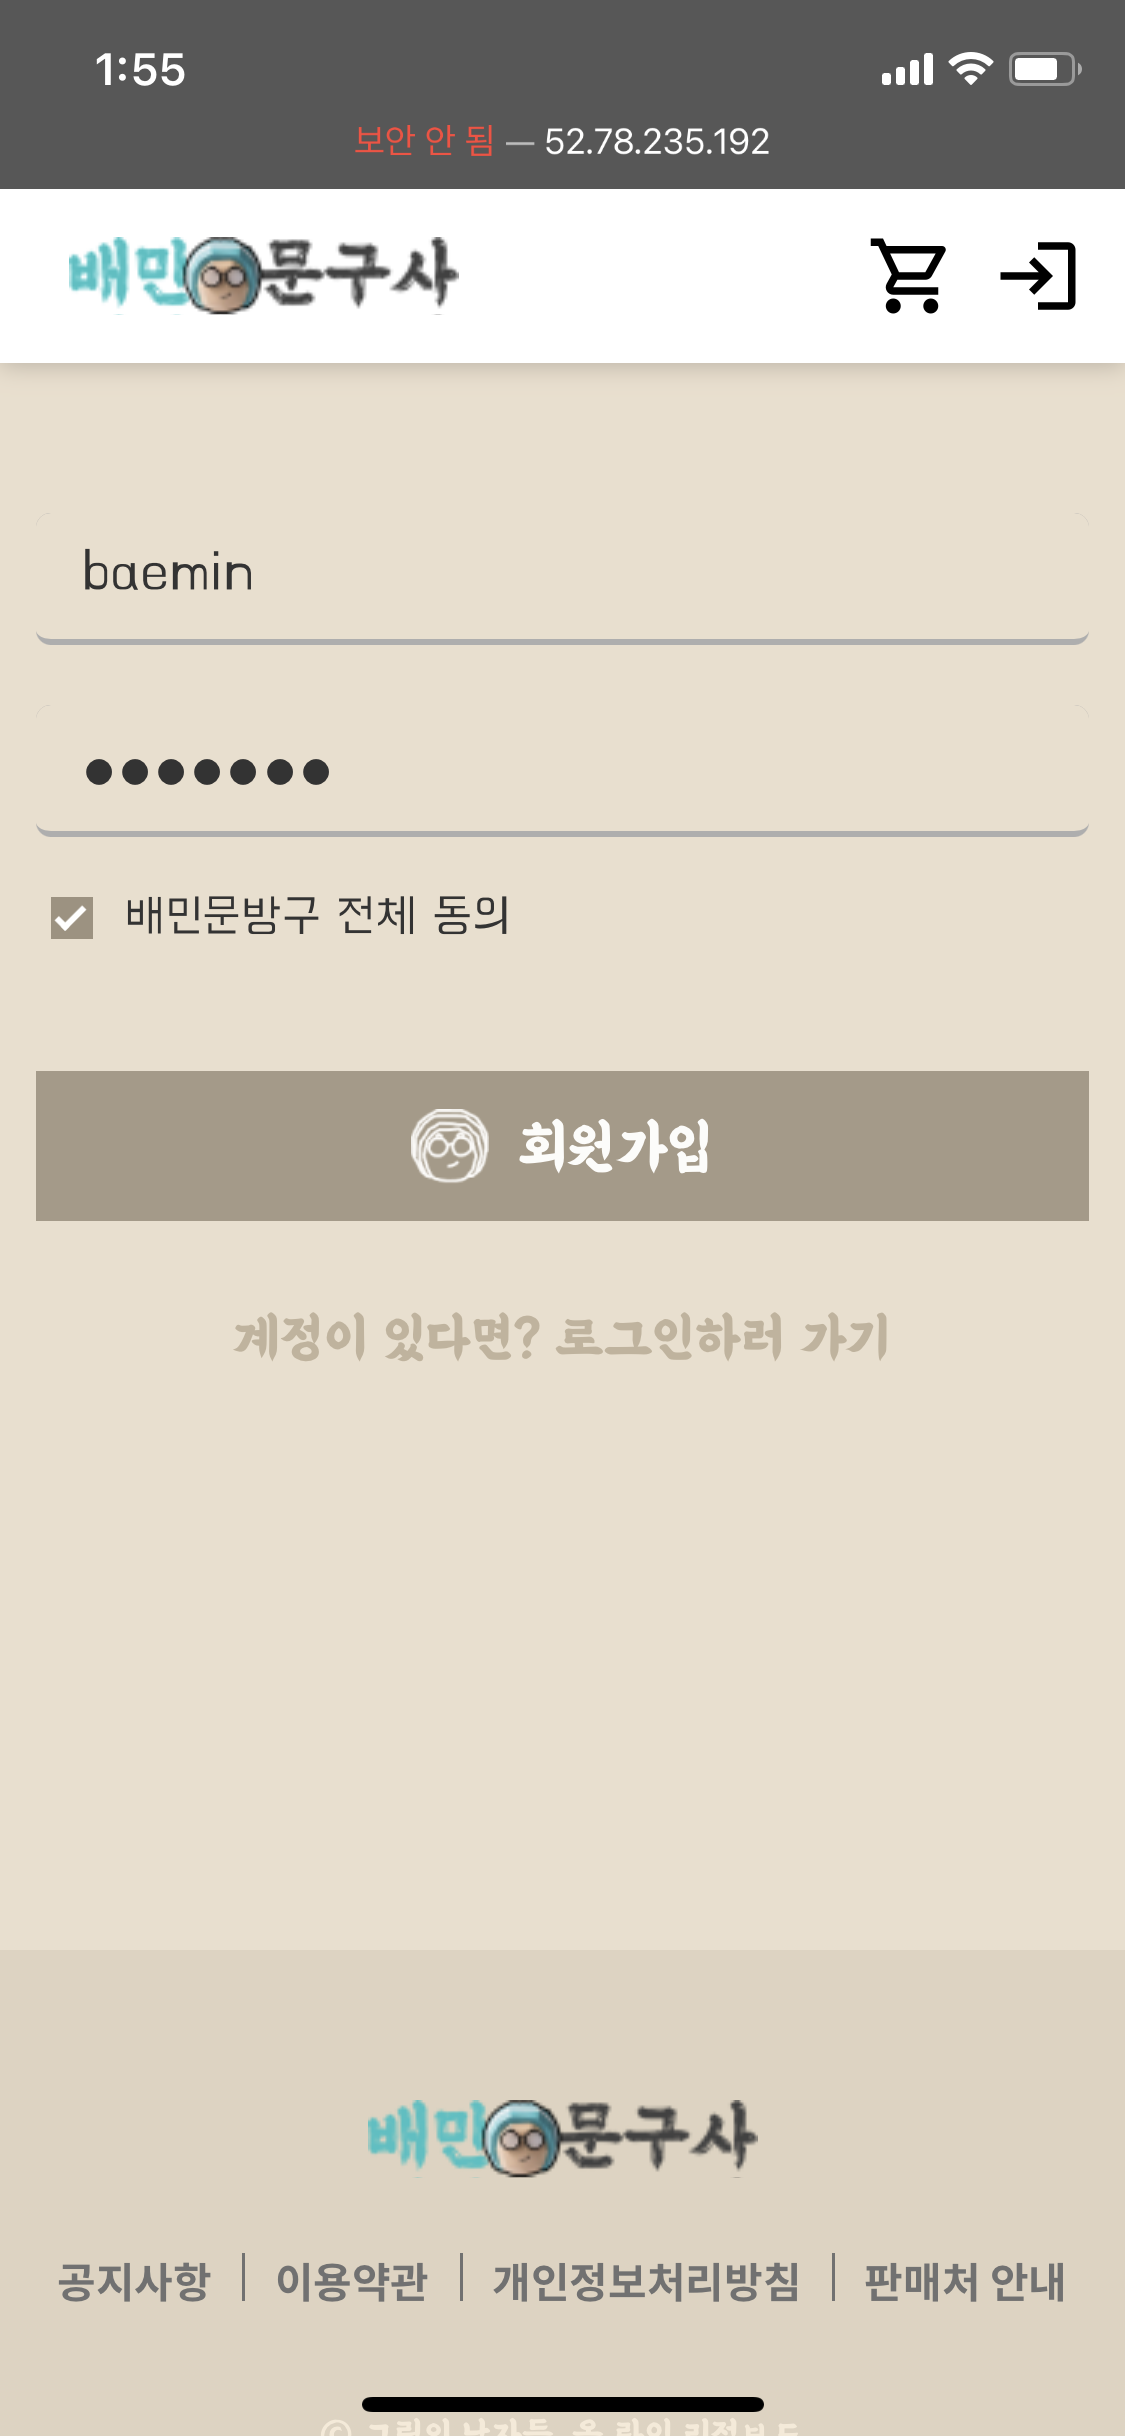 1:55
보안 안 됨 — 52.78.235.192
배민문구사
baemin
배민문방구 전체 동의
회원가입
계정이 있다면? 로그인하러 가기
배민문구사
공지사항 | 이용약관 | 개인정보처리방침 | 판매처 안내